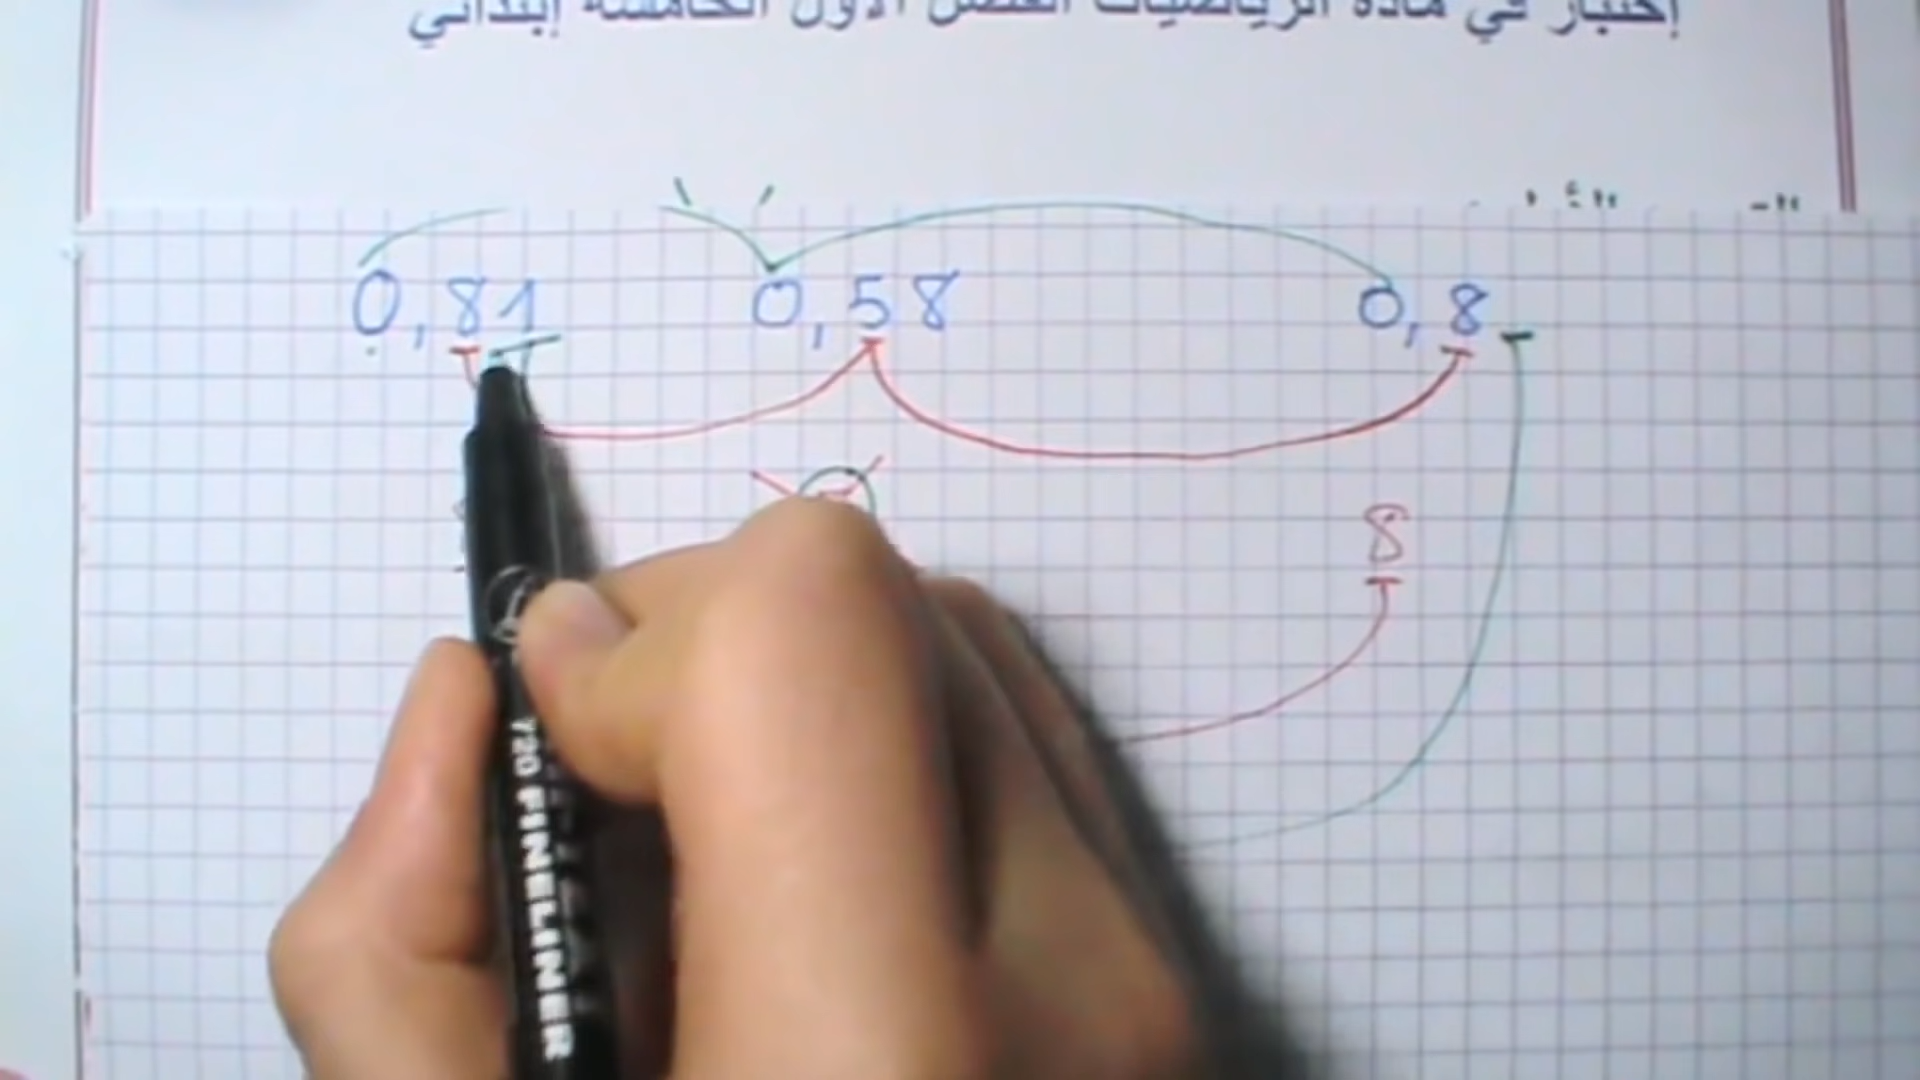 إختبار في مادة الرياضيات الفصل الأول الخامسة إبتدائي
0,81 0,58 0,8
8
720 FINELINER